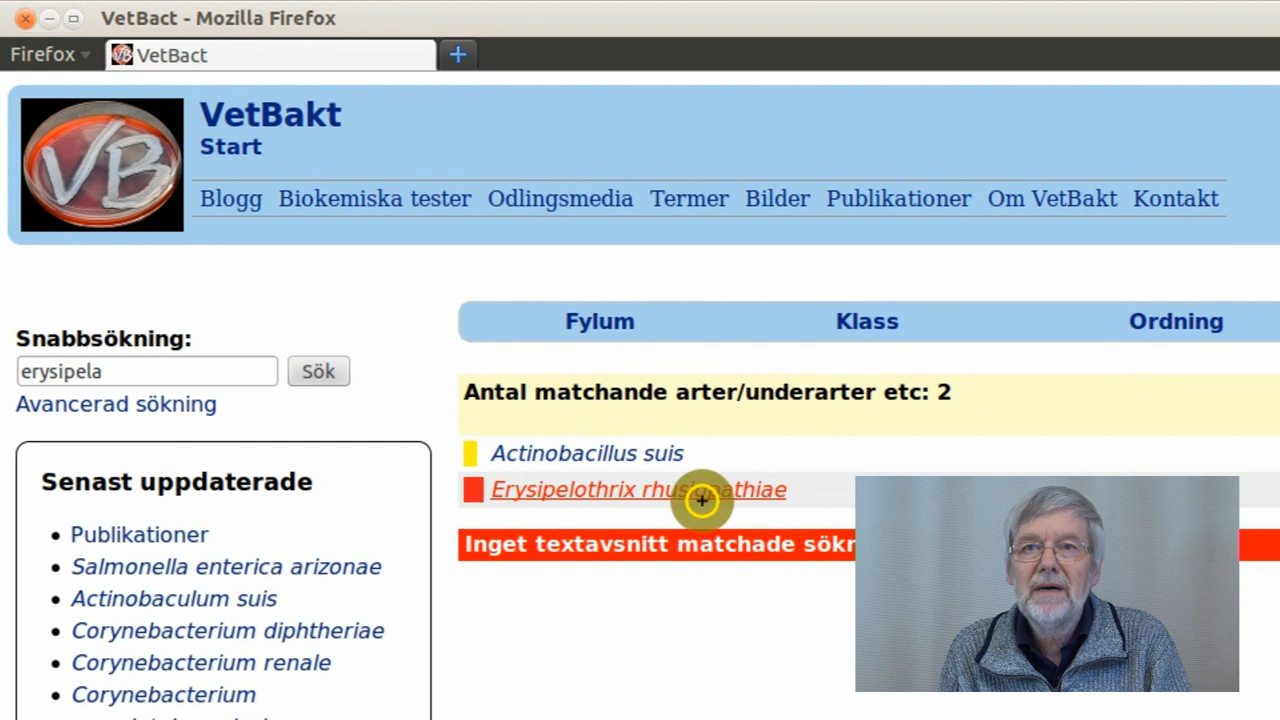 VetBact - Mozilla Firefox
Firefox VetBact
VB
VetBakt
Start
Blogg Biokemiska tester Odlingsmedia Termer Bilder Publikationer Om VetBakt Kontakt
Snabbsökning:
erysipela Sök
Avancerad sökning
Fylum Klass Ordning
Antal matchande arter/underarter etc: 2
Actinobacillus suis
Erysipelothrix rhusiopathiae
Inget textavsnitt matchade
Senast uppdaterade
Publikationer
Salmonella enterica arizonae
Actinobaculum suis
Corynebacterium diphtheriae
Corynebacterium renale
Corynebacterium